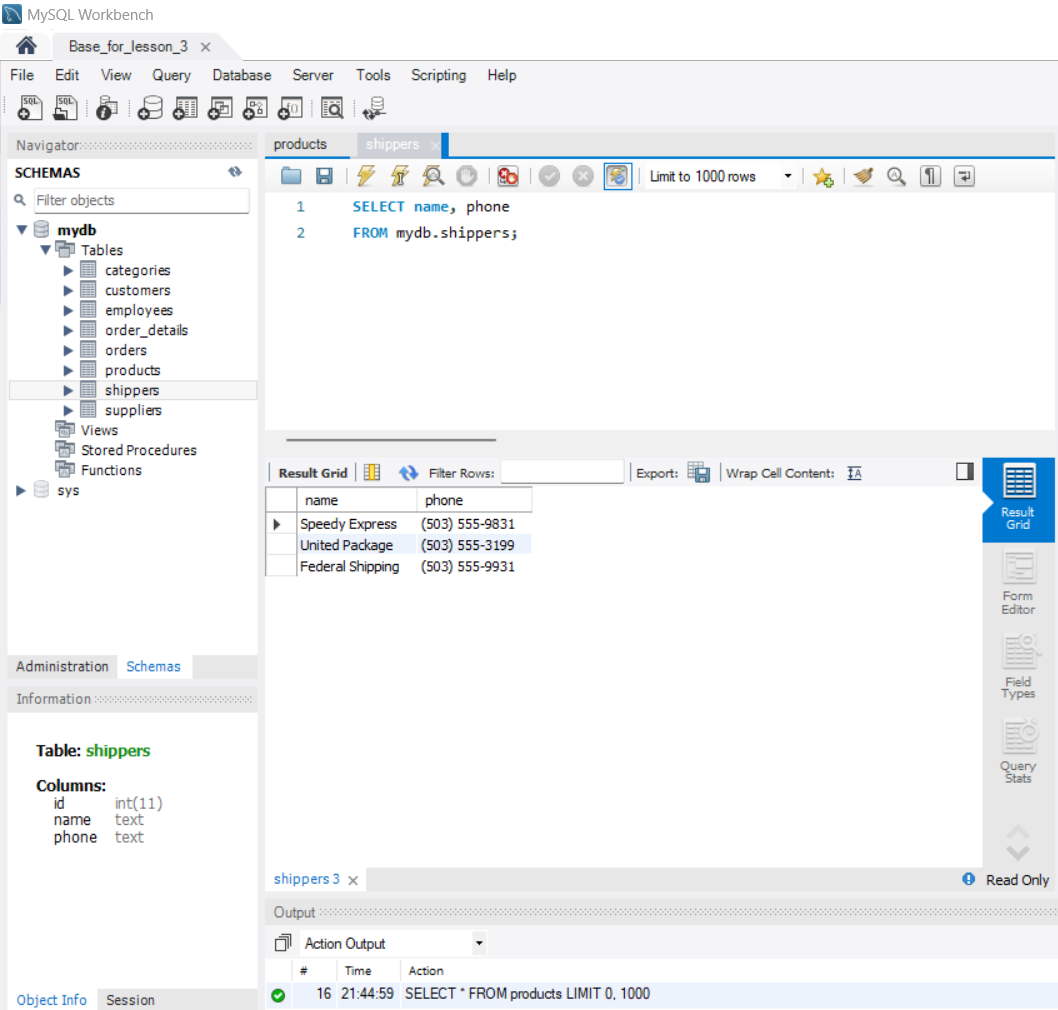 MySQL Workbench
Base_for_lesson_3
File Edit View Query Database Server Tools Scripting Help
Navigator
SCHEMAS
Filter objects
mydb
Tables
categories
customers
employees
order_details
orders
products
shippers
suppliers
Views
Stored Procedures
Functions
sys
Administration Schemas
Information
Table: shippers
Columns:
id int(11)
name text
phone text
Object Info Session
products shippers
Limit to 1000 rows
1 SELECT name, phone
2 FROM mydb.shippers;
Result Grid Filter Rows: Export: Wrap Cell Content:
name phone
Speedy Express (503) 555-9831
United Package (503) 555-3199
Federal Shipping (503) 555-9931
Result
Grid
Form
Editor
Field
Types
Query
Stats
shippers 3 Read Only
Output
Action Output
# Time Action
16 21:44:59 SELECT * FROM products LIMIT 0, 1000